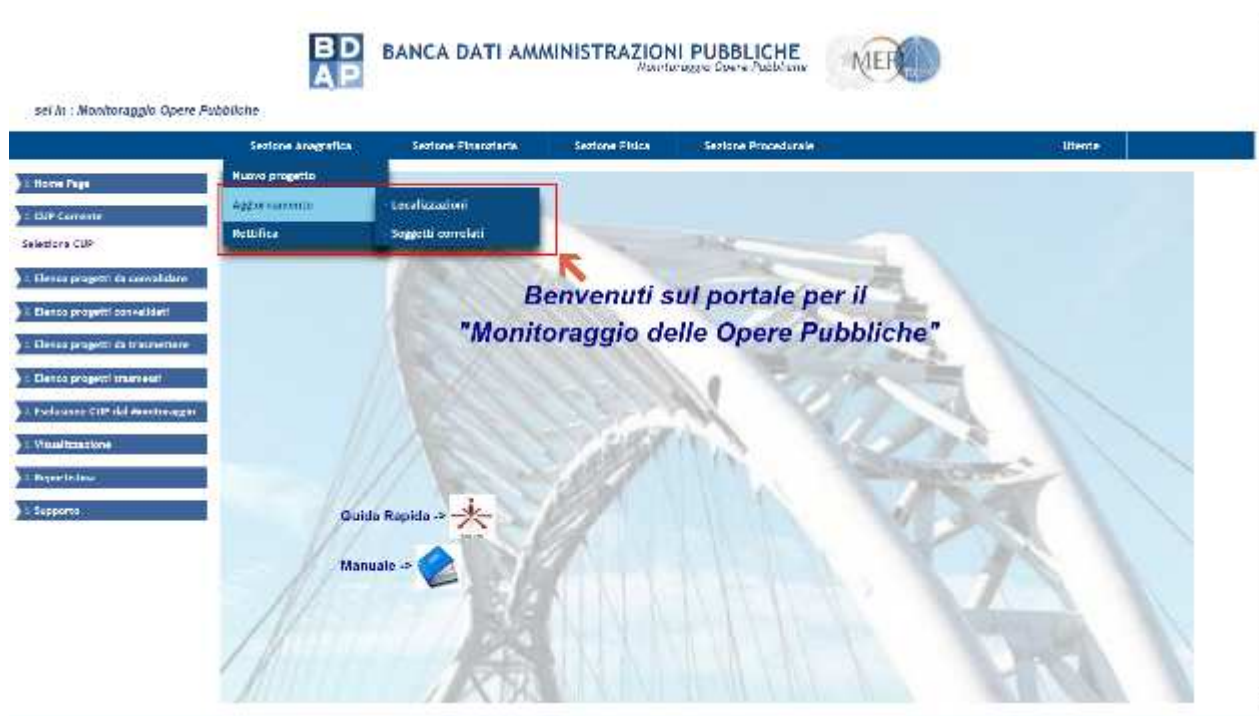 BD
AP
BANCA DATI AMMINISTRAZIONI PUBBLICHE
Monitoraggio Opere Pubbliche
MEF
sei in : Monitoraggio Opere Pubbliche
Sezione Anagrafica Sezione Finanziaria Sezione Fisica Sezione Procedurale Utente
Nuovo progetto
Aggiornamento Localizzazioni
Rettifica Soggetti correlati
Home Page
CUP Corrente
Seleziona CUP
Elenco progetti da convalidare
Elenco progetti convalidati
Elenco progetti da trasmettere
Elenco progetti trasmessi
Esclusione CUP dal Monitoraggio
Visualizzazione
Reportistica
Supporto
Benvenuti sul portale per il
"Monitoraggio delle Opere Pubbliche"
Guida Rapida ->
Manuale ->